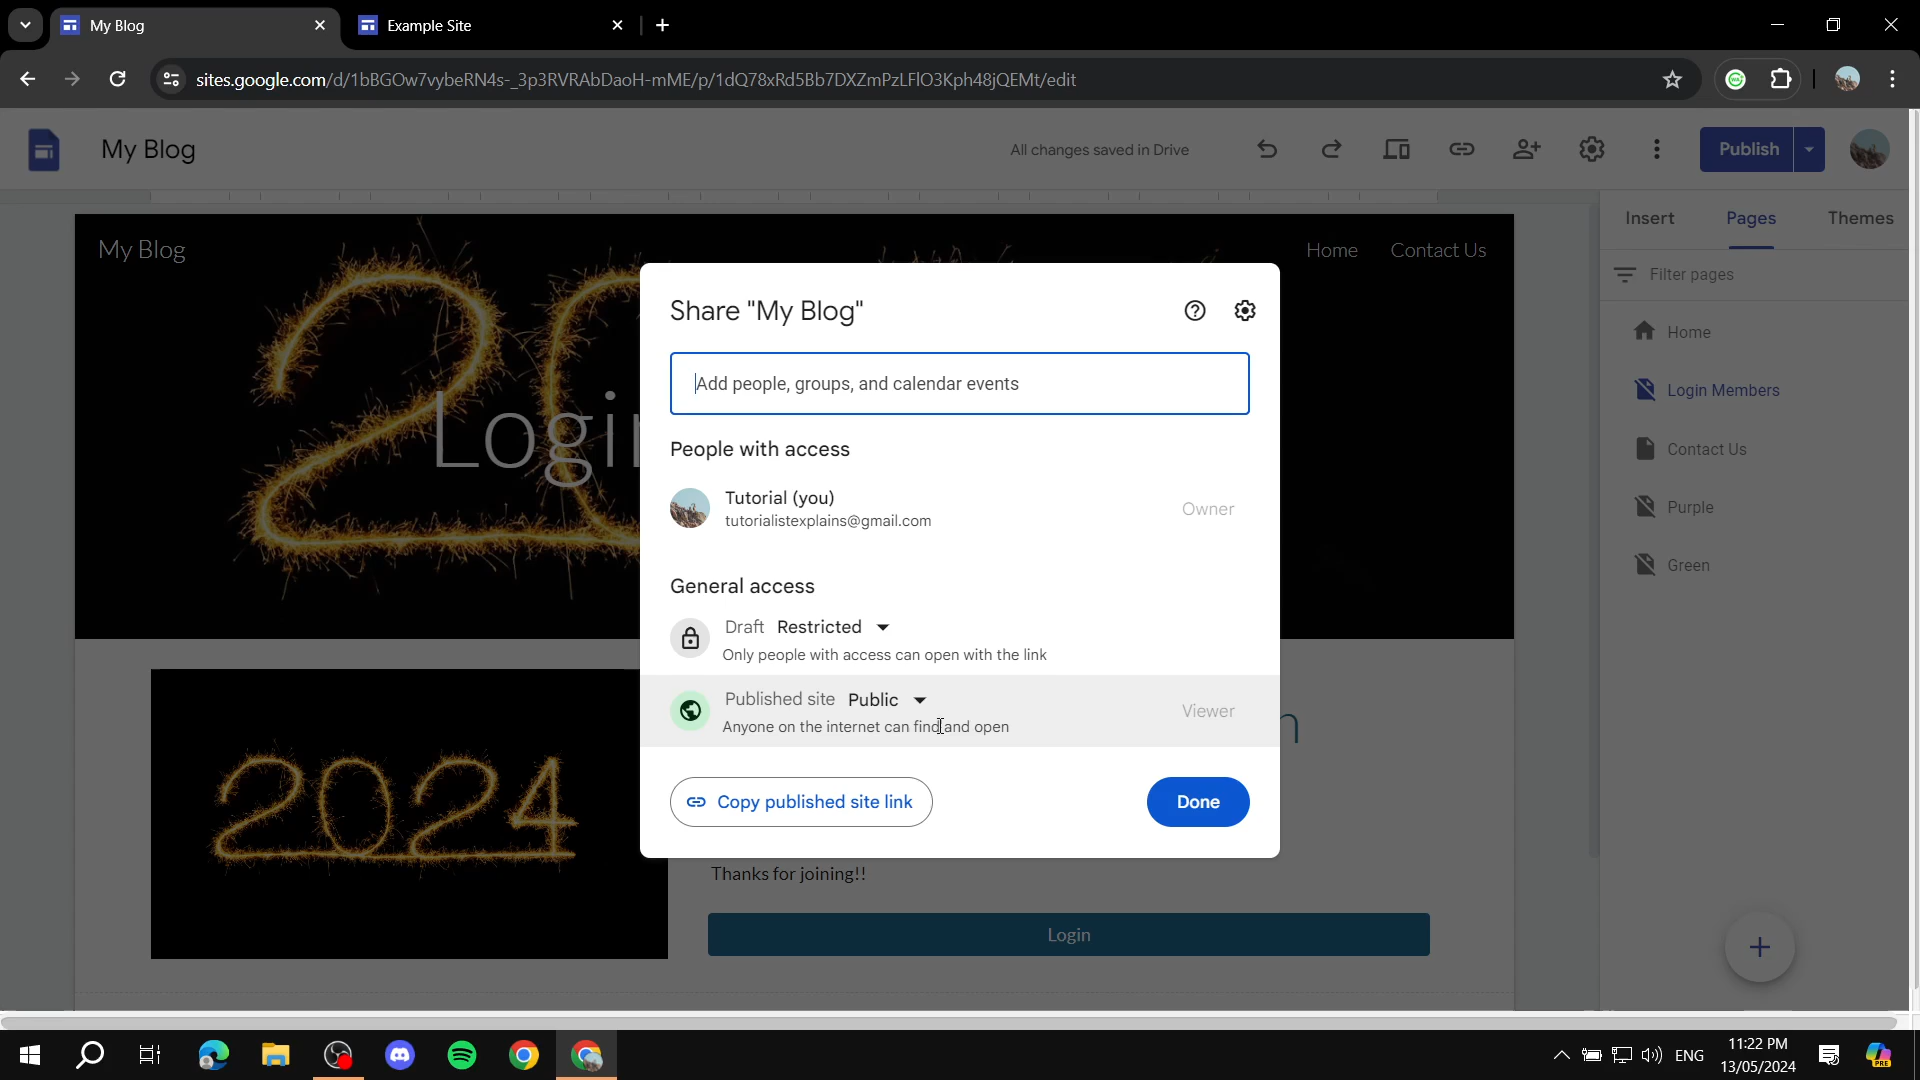 My Blog
Example Site
sites.google.com/d/1bBGOw7vybeRN4s-_3p3RVRAbDaoH-mME/p/1dQ78xRd5Bb7DXZmPzLFlO3Kph48jQEMt/edit
My Blog
All changes saved in Drive
Publish
Insert
Pages
Themes
Filter pages
Home
Login Members
Contact Us
Purple
Green
My Blog
Home
Contact Us
Share "My Blog"
Add people, groups, and calendar events
People with access
Tutorial (you)
tutorialistexplains@gmail.com
Owner
General access
Draft Restricted
Only people with access can open with the link
Published site Public
Anyone on the internet can find and open
Viewer
Copy published site link
Done
2024
Thanks for joining!!
Login
ENG
11:22 PM
13/05/2024
PRE